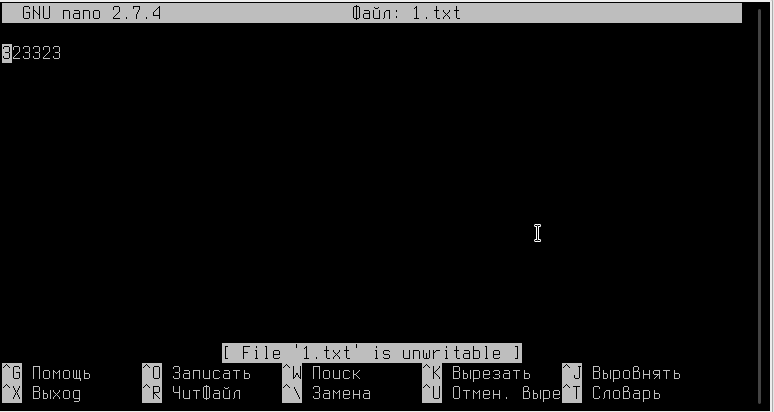 GNU nano 2.7.4 Файл: 1.txt
323323
[ File '1.txt' is unwritable ]
^G Помощь ^O Записать ^W Поиск ^K Вырезать ^J Выровнять
^X Выход ^R ЧитФайл ^\ Замена ^U Отмен. Выре ^T Словарь